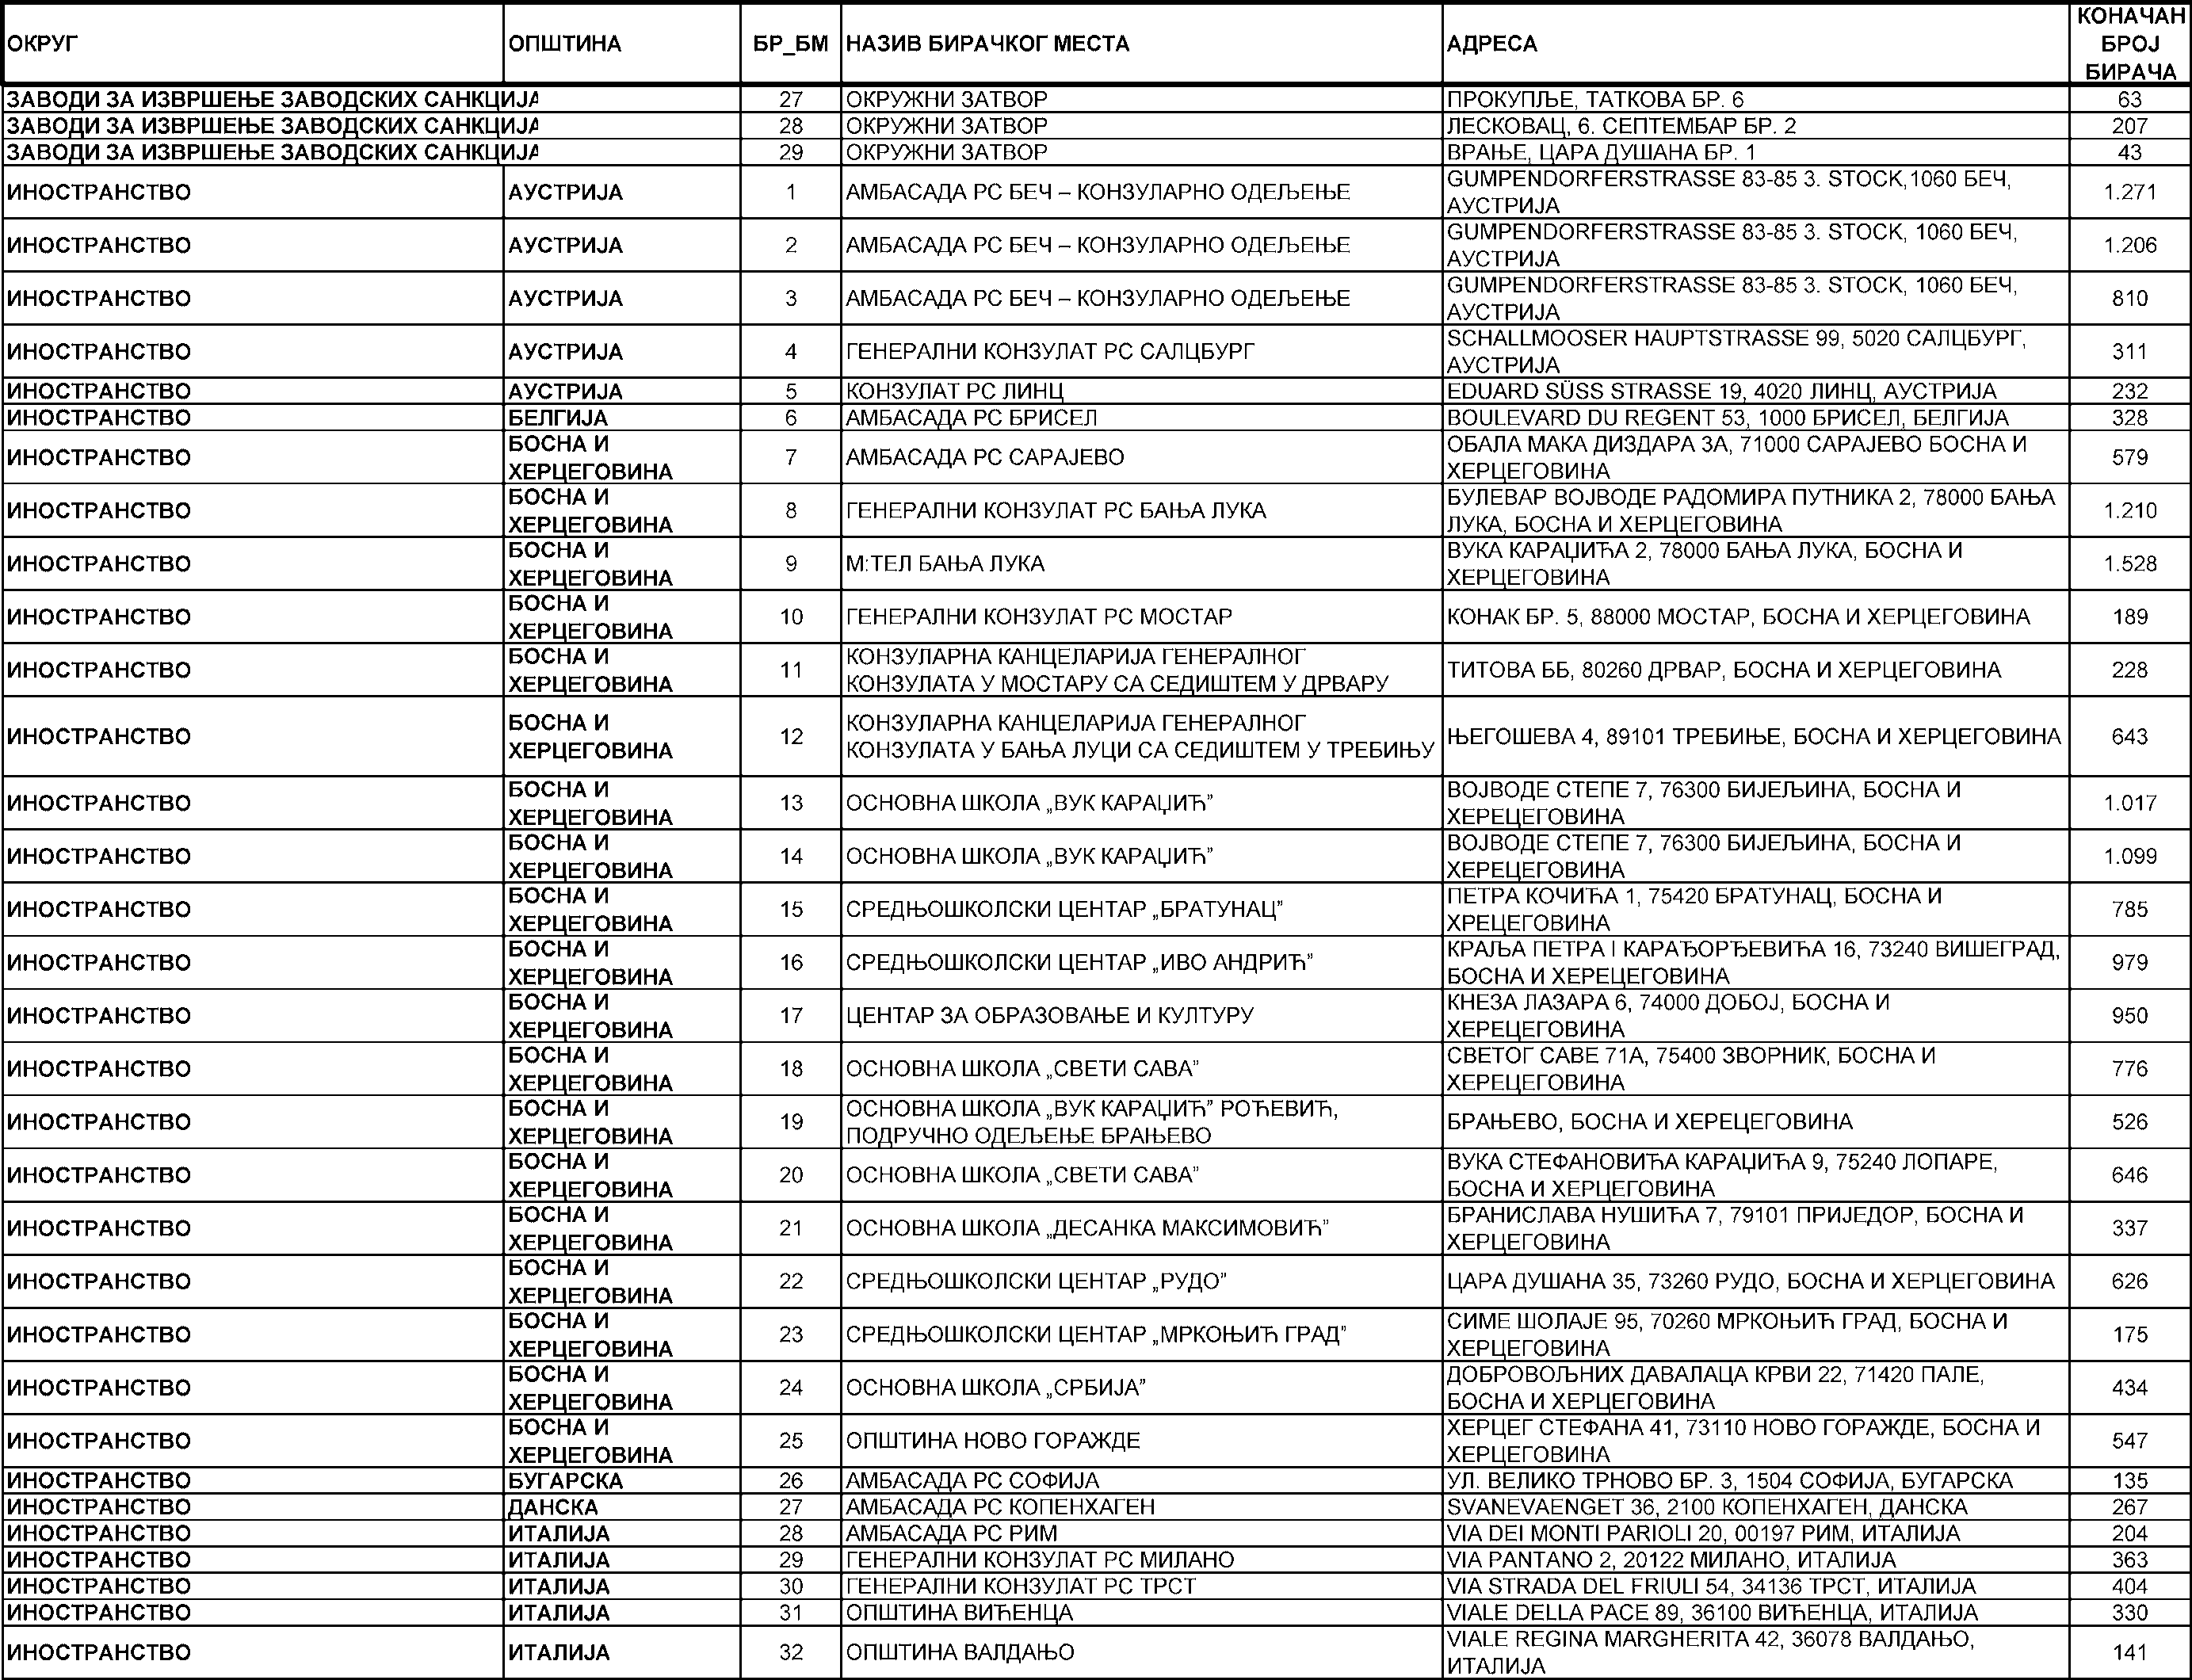 ОКРУГ ОПШТИНА БР_БМ НАЗИВ БИРАЧКОГ МЕСТА АДРЕСА КОНАЧАН БРОЈ БИРАЧА
ЗАВОДИ ЗА ИЗВРШЕЊЕ ЗАВОДСКИХ САНКЦИЈА 27 ОКРУЖНИ ЗАТВОР ПРОКУПЉЕ, ТАТКОВА БР. 6 63
ЗАВОДИ ЗА ИЗВРШЕЊЕ ЗАВОДСКИХ САНКЦИЈА 28 ОКРУЖНИ ЗАТВОР ЛЕСКОВАЦ, 6. СЕПТЕМБАР БР. 2 207
ЗАВОДИ ЗА ИЗВРШЕЊЕ ЗАВОДСКИХ САНКЦИЈА 29 ОКРУЖНИ ЗАТВОР ВРАЊЕ, ЦАРА ДУШАНА БР. 1 43
ИНОСТРАНСТВО АУСТРИЈА 1 АМБАСАДА РС БЕЧ – КОНЗУЛАРНО ОДЕЉЕЊЕ GUMPENDORFERSTRASSE 83-85 3. STOCK,1060 БЕЧ, АУСТРИЈА 1.271
ИНОСТРАНСТВО АУСТРИЈА 2 АМБАСАДА РС БЕЧ – КОНЗУЛАРНО ОДЕЉЕЊЕ GUMPENDORFERSTRASSE 83-85 3. STOCK, 1060 БЕЧ, АУСТРИЈА 1.206
ИНОСТРАНСТВО АУСТРИЈА 3 АМБАСАДА РС БЕЧ – КОНЗУЛАРНО ОДЕЉЕЊЕ GUMPENDORFERSTRASSE 83-85 3. STOCK, 1060 БЕЧ, АУСТРИЈА 810
ИНОСТРАНСТВО АУСТРИЈА 4 ГЕНЕРАЛНИ КОНЗУЛАТ РС САЛЦБУРГ SCHALLMOOSER HAUPTSTRASSE 99, 5020 САЛЦБУРГ, АУСТРИЈА 311
ИНОСТРАНСТВО АУСТРИЈА 5 КОНЗУЛАТ РС ЛИНЦ EDUARD SÜSS STRASSE 19, 4020 ЛИНЦ, АУСТРИЈА 232
ИНОСТРАНСТВО БЕЛГИЈА 6 АМБАСАДА РС БРИСЕЛ BOULEVARD DU REGENT 53, 1000 БРИСЕЛ, БЕЛГИЈА 328
ИНОСТРАНСТВО БОСНА И ХЕРЦЕГОВИНА 7 АМБАСАДА РС САРАЈЕВО ОБАЛА МАКА ДИЗДАРА 3А, 71000 САРАЈЕВО БОСНА И ХЕРЦЕГОВИНА 579
ИНОСТРАНСТВО БОСНА И ХЕРЦЕГОВИНА 8 ГЕНЕРАЛНИ КОНЗУЛАТ РС БАЊА ЛУКА БУЛЕВАР ВОЈВОДЕ РАДОМИРА ПУТНИКА 2, 78000 БАЊА ЛУКА, БОСНА И ХЕРЦЕГОВИНА 1.210
ИНОСТРАНСТВО БОСНА И ХЕРЦЕГОВИНА 9 М:ТЕЛ БАЊА ЛУКА ВУКА КАРАЏИЋА 2, 78000 БАЊА ЛУКА, БОСНА И ХЕРЦЕГОВИНА 1.528
ИНОСТРАНСТВО БОСНА И ХЕРЦЕГОВИНА 10 ГЕНЕРАЛНИ КОНЗУЛАТ РС МОСТАР КОНАК БР. 5, 88000 МОСТАР, БОСНА И ХЕРЦЕГОВИНА 189
ИНОСТРАНСТВО БОСНА И ХЕРЦЕГОВИНА 11 КОНЗУЛАРНА КАНЦЕЛАРИЈА ГЕНЕРАЛНОГ КОНЗУЛАТА У МОСТАРУ СА СЕДИШТЕМ У ДРВАРУ ТИТОВА ББ, 80260 ДРВАР, БОСНА И ХЕРЦЕГОВИНА 228
ИНОСТРАНСТВО БОСНА И ХЕРЦЕГОВИНА 12 КОНЗУЛАРНА КАНЦЕЛАРИЈА ГЕНЕРАЛНОГ КОНЗУЛАТА У БАЊА ЛУЦИ СА СЕДИШТЕМ У ТРЕБИЊУ ЊЕГОШЕВА 4, 89101 ТРЕБИЊЕ, БОСНА И ХЕРЦЕГОВИНА 643
ИНОСТРАНСТВО БОСНА И ХЕРЦЕГОВИНА 13 ОСНОВНА ШКОЛА „ВУК КАРАЏИЋ” ВОЈВОДЕ СТЕПЕ 7, 76300 БИЈЕЉИНА, БОСНА И ХЕРЕЦЕГОВИНА 1.017
ИНОСТРАНСТВО БОСНА И ХЕРЦЕГОВИНА 14 ОСНОВНА ШКОЛА „ВУК КАРАЏИЋ” ВОЈВОДЕ СТЕПЕ 7, 76300 БИЈЕЉИНА, БОСНА И ХЕРЕЦЕГОВИНА 1.099
ИНОСТРАНСТВО БОСНА И ХЕРЦЕГОВИНА 15 СРЕДЊОШКОЛСКИ ЦЕНТАР „БРАТУНАЦ” ПЕТРА КОЧИЋА 1, 75420 БРАТУНАЦ, БОСНА И ХРЕЦЕГОВИНА 785
ИНОСТРАНСТВО БОСНА И ХЕРЦЕГОВИНА 16 СРЕДЊОШКОЛСКИ ЦЕНТАР „ИВО АНДРИЋ” КРАЉА ПЕТРА I КАРАЂОРЂЕВИЋА 16, 73240 ВИШЕГРАД, БОСНА И ХЕРЕЦЕГОВИНА 979
ИНОСТРАНСТВО БОСНА И ХЕРЦЕГОВИНА 17 ЦЕНТАР ЗА ОБРАЗОВАЊЕ И КУЛТУРУ КНЕЗА ЛАЗАРА 6, 74000 ДОБОЈ, БОСНА И ХЕРЕЦЕГОВИНА 950
ИНОСТРАНСТВО БОСНА И ХЕРЦЕГОВИНА 18 ОСНОВНА ШКОЛА „СВЕТИ САВА” СВЕТОГ САВЕ 71А, 75400 ЗВОРНИК, БОСНА И ХЕРЕЦЕГОВИНА 776
ИНОСТРАНСТВО БОСНА И ХЕРЦЕГОВИНА 19 ОСНОВНА ШКОЛА „ВУК КАРАЏИЋ” РОЋЕВИЋ, ПОДРУЧНО ОДЕЉЕЊЕ БРАЊЕВО БРАЊЕВО, БОСНА И ХЕРЕЦЕГОВИНА 526
ИНОСТРАНСТВО БОСНА И ХЕРЦЕГОВИНА 20 ОСНОВНА ШКОЛА „СВЕТИ САВА” ВУКА СТЕФАНОВИЋА КАРАЏИЋА 9, 75240 ЛОПАРЕ, БОСНА И ХЕРЦЕГОВИНА 646
ИНОСТРАНСТВО БОСНА И ХЕРЦЕГОВИНА 21 ОСНОВНА ШКОЛА „ДЕСАНКА МАКСИМОВИЋ” БРАНИСЛАВА НУШИЋА 7, 79101 ПРИЈЕДОР, БОСНА И ХЕРЦЕГОВИНА 337
ИНОСТРАНСТВО БОСНА И ХЕРЦЕГОВИНА 22 СРЕДЊОШКОЛСКИ ЦЕНТАР „РУДО” ЦАРА ДУШАНА 35, 73260 РУДО, БОСНА И ХЕРЦЕГОВИНА 626
ИНОСТРАНСТВО БОСНА И ХЕРЦЕГОВИНА 23 СРЕДЊОШКОЛСКИ ЦЕНТАР „МРКОЊИЋ ГРАД” СИМЕ ШОЛАЈЕ 95, 70260 МРКОЊИЋ ГРАД, БОСНА И ХЕРЦЕГОВИНА 175
ИНОСТРАНСТВО БОСНА И ХЕРЦЕГОВИНА 24 ОСНОВНА ШКОЛА „СРБИЈА” ДОБРОВОЉНИХ ДАВАЛАЦА КРВИ 22, 71420 ПАЛЕ, БОСНА И ХЕРЦЕГОВИНА 434
ИНОСТРАНСТВО БОСНА И ХЕРЦЕГОВИНА 25 ОПШТИНА НОВО ГОРАЖДЕ ХЕРЦЕГ СТЕФАНА 41, 73110 НОВО ГОРАЖДЕ, БОСНА И ХЕРЦЕГОВИНА 547
ИНОСТРАНСТВО БУГАРСКА 26 АМБАСАДА РС СОФИЈА УЛ. ВЕЛИКО ТРНОВО БР. 3, 1504 СОФИЈА, БУГАРСКА 135
ИНОСТРАНСТВО ДАНСКА 27 АМБАСАДА РС КОПЕНХАГЕН SVANEVAENGET 36, 2100 КОПЕНХАГЕН, ДАНСКА 267
ИНОСТРАНСТВО ИТАЛИЈА 28 АМБАСАДА РС РИМ VIA DEI MONTI PARIOLI 20, 00197 РИМ, ИТАЛИЈА 204
ИНОСТРАНСТВО ИТАЛИЈА 29 ГЕНЕРАЛНИ КОНЗУЛАТ РС МИЛАНО VIA PANTANO 2, 20122 МИЛАНО, ИТАЛИЈА 363
ИНОСТРАНСТВО ИТАЛИЈА 30 ГЕНЕРАЛНИ КОНЗУЛАТ РС ТРСТ VIA STRADA DEL FRIULI 54, 34136 ТРСТ, ИТАЛИЈА 404
ИНОСТРАНСТВО ИТАЛИЈА 31 ОПШТИНА ВИЋЕНЦА VIALE DELLA PACE 89, 36100 ВИЋЕНЦА, ИТАЛИЈА 330
ИНОСТРАНСТВО ИТАЛИЈА 32 ОПШТИНА ВАЛДАЊО VIALE REGINA MARGHERITA 42, 36078 ВАЛДАЊО, ИТАЛИЈА 141